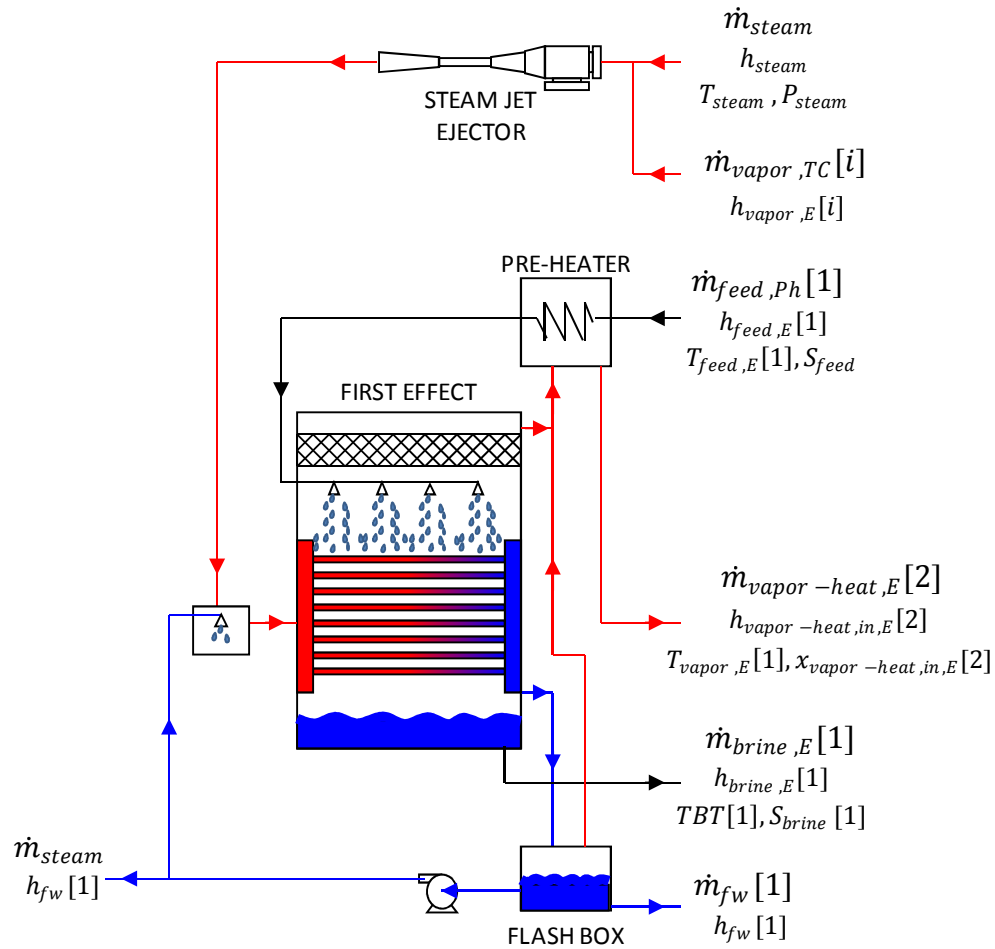 ṁ_steam
h_steam
T_steam , P_steam
STEAM JET
EJECTOR
ṁ_vapor ,TC[i]
h_vapor ,E[i]
PRE-HEATER
ṁ_feed ,Ph[1]
h_feed ,E[1]
T_feed ,E[1], S_feed
FIRST EFFECT
ṁ_vapor −heat ,E[2]
h_vapor −heat,in,E[2]
T_vapor ,E[1], x_vapor −heat,in,E[2]
ṁ_brine ,E[1]
h_brine ,E[1]
TBT[1], S_brine [1]
ṁ_steam
h_fw[1]
ṁ_fw[1]
h_fw[1]
FLASH BOX